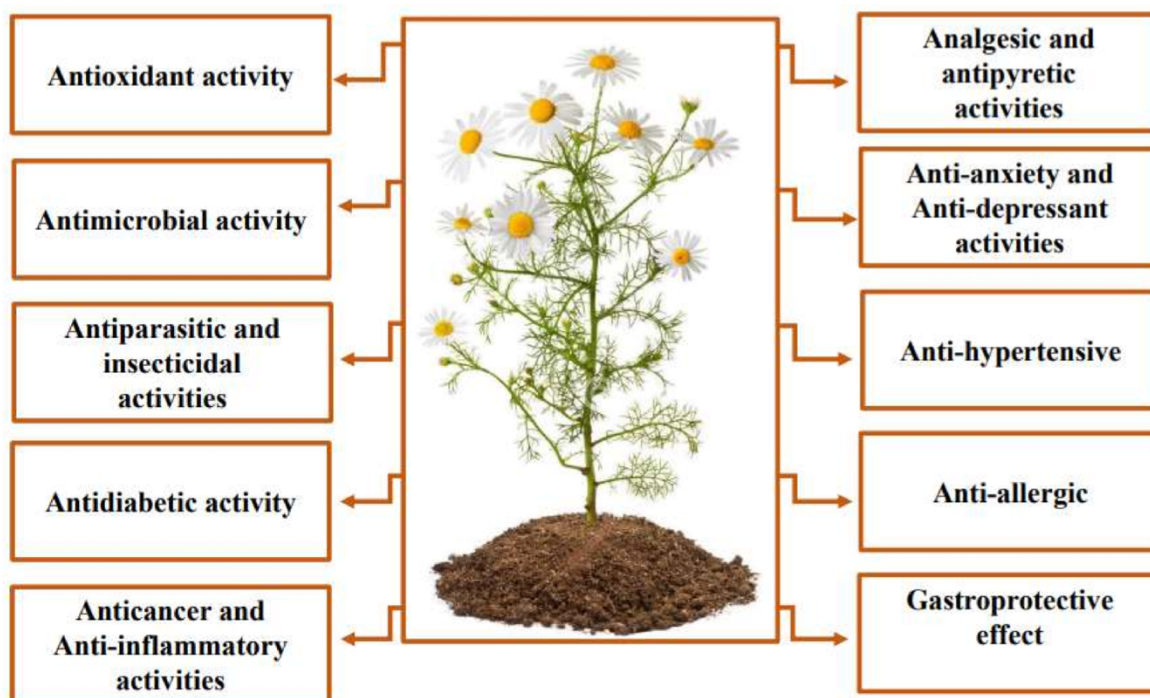 Antioxidant activity
Antimicrobial activity
Antiparasitic and
insecticidal
activities
Antidiabetic activity
Anticancer and
Anti-inflammatory
activities
Analgesic and
antipyretic
activities
Anti-anxiety and
Anti-depressant
activities
Anti-hypertensive
Anti-allergic
Gastroprotective
effect